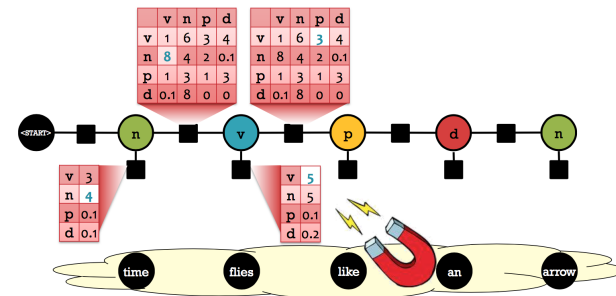 v n p d
v 1 6 3 4
n 8 4 2 0.1
p 1 3 1 3
d 0.1 8 0 0
v n p d
v 1 6 3 4
n 8 4 2 0.1
p 1 3 1 3
d 0.1 8 0 0
<START> n v p d n
v 3
n 4
p 0.1
d 0.1
v 5
n 5
p 0.1
d 0.2
time flies like an arrow